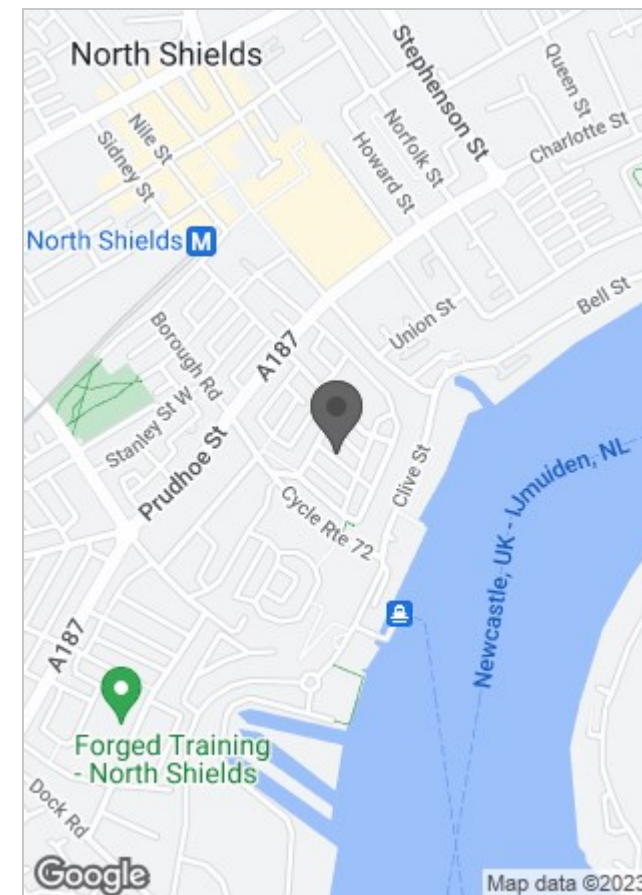 North Shields
Stephenson St
Queen St
Nile St
Norfolk St
Charlotte St
Sidney St
Howard St
North Shields M
Bell St
Union St
Borough Rd
A187
Stanley St W
Prudhoe St
Clive St
Cycle Rte 72
Newcastle, UK - IJmuiden, NL
A187
Forged Training
- North Shields
Dock Rd
Google
Map data ©2023